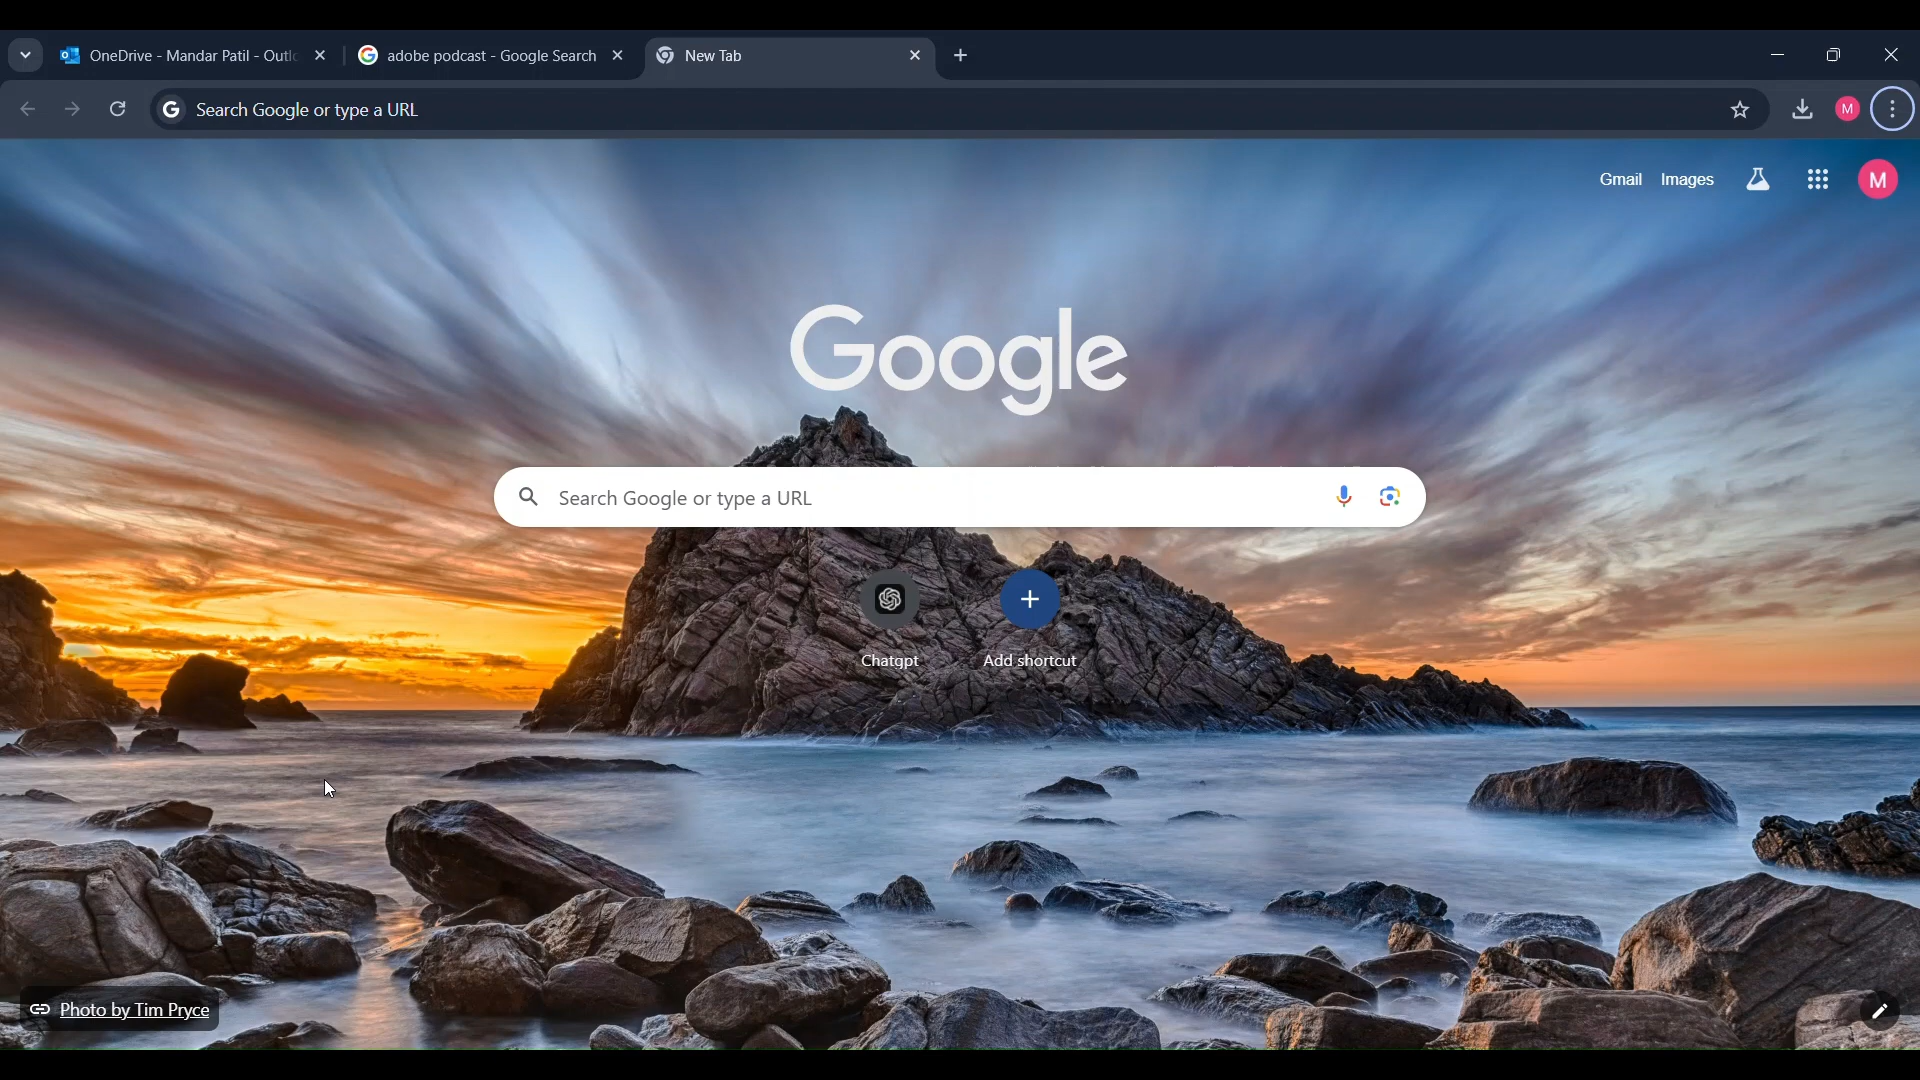 OneDrive - Mandar Patil - Outl
adobe podcast - Google Search
New Tab
Search Google or type a URL
M
Gmail
Images
M
Google
Search Google or type a URL
Chatgpt
Add shortcut
Photo by Tim Pryce